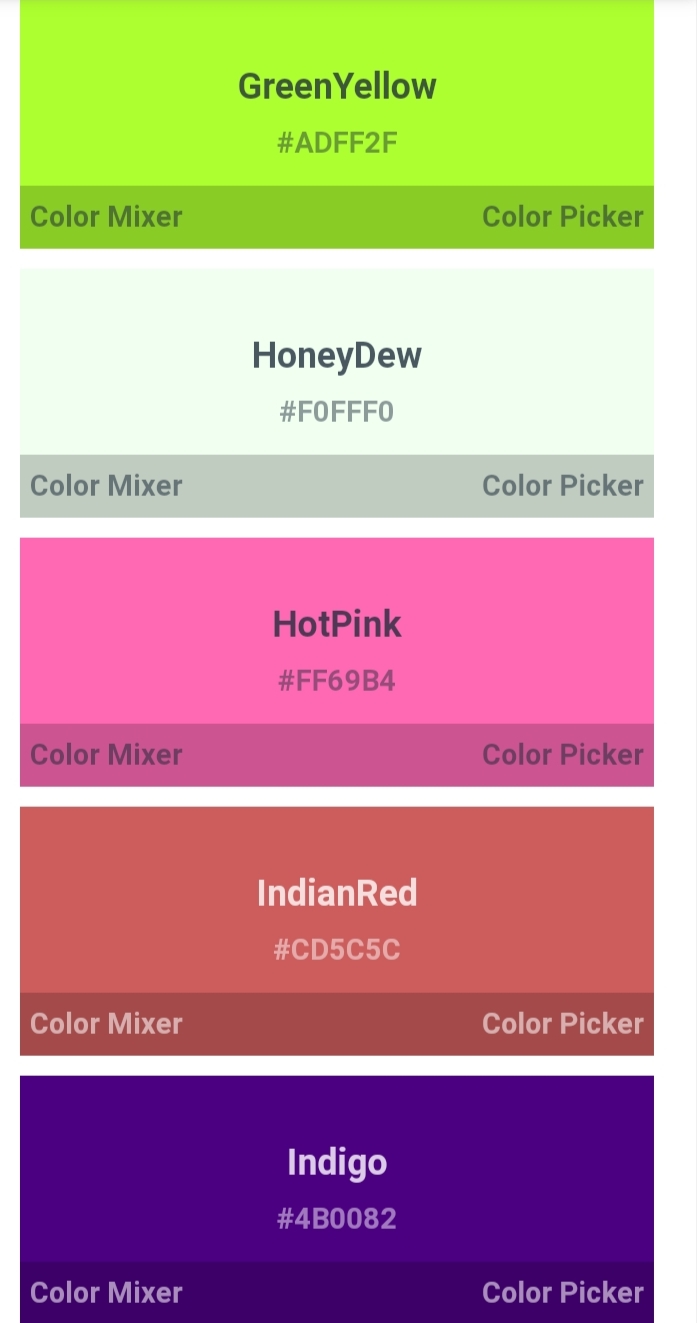 GreenYellow
#ADFF2F
Color Mixer Color Picker
HoneyDew
#F0FFF0
Color Mixer Color Picker
HotPink
#FF69B4
Color Mixer Color Picker
IndianRed
#CD5C5C
Color Mixer Color Picker
Indigo
#4B0082
Color Mixer Color Picker